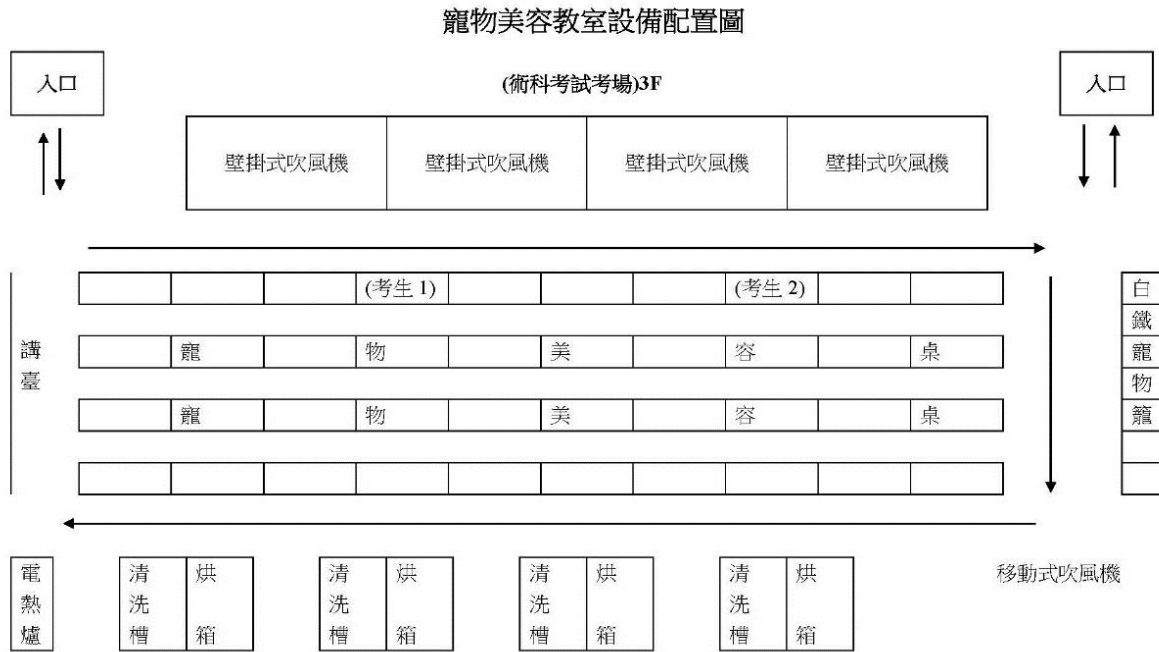 寵物美容教室設備配置圖
入口
(術科考試考場)3F
入口
壁掛式吹風機 壁掛式吹風機 壁掛式吹風機 壁掛式吹風機
(考生 1) (考生 2)
講臺
寵 物 美 容 桌
寵 物 美 容 桌
白鐵寵物籠
電熱爐
清洗槽 烘箱
清洗槽 烘箱
清洗槽 烘箱
清洗槽 烘箱
移動式吹風機